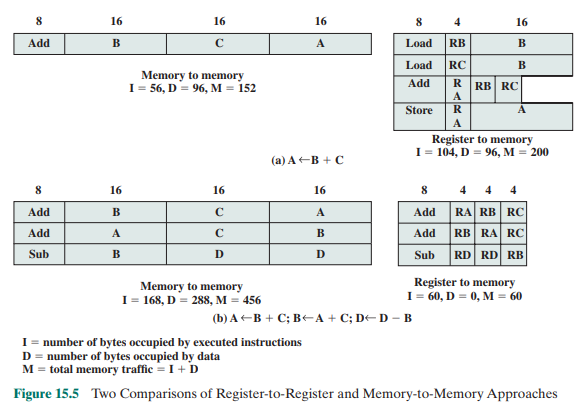 8 16 16 16
Add B C A
Memory to memory
I = 56, D = 96, M = 152
8 4 16
Load RB B
Load RC B
Add RA RB RC
Store RA A
Register to memory
I = 104, D = 96, M = 200
(a) A ← B + C
8 16 16 16
Add B C A
Add A C B
Sub B D D
Memory to memory
I = 168, D = 288, M = 456
8 4 4 4
Add RA RB RC
Add RB RA RC
Sub RD RD RB
Register to memory
I = 60, D = 0, M = 60
(b) A ← B + C; B ← A + C; D ← D − B
I = number of bytes occupied by executed instructions
D = number of bytes occupied by data
M = total memory traffic = I + D
Figure 15.5 Two Comparisons of Register-to-Register and Memory-to-Memory Approaches